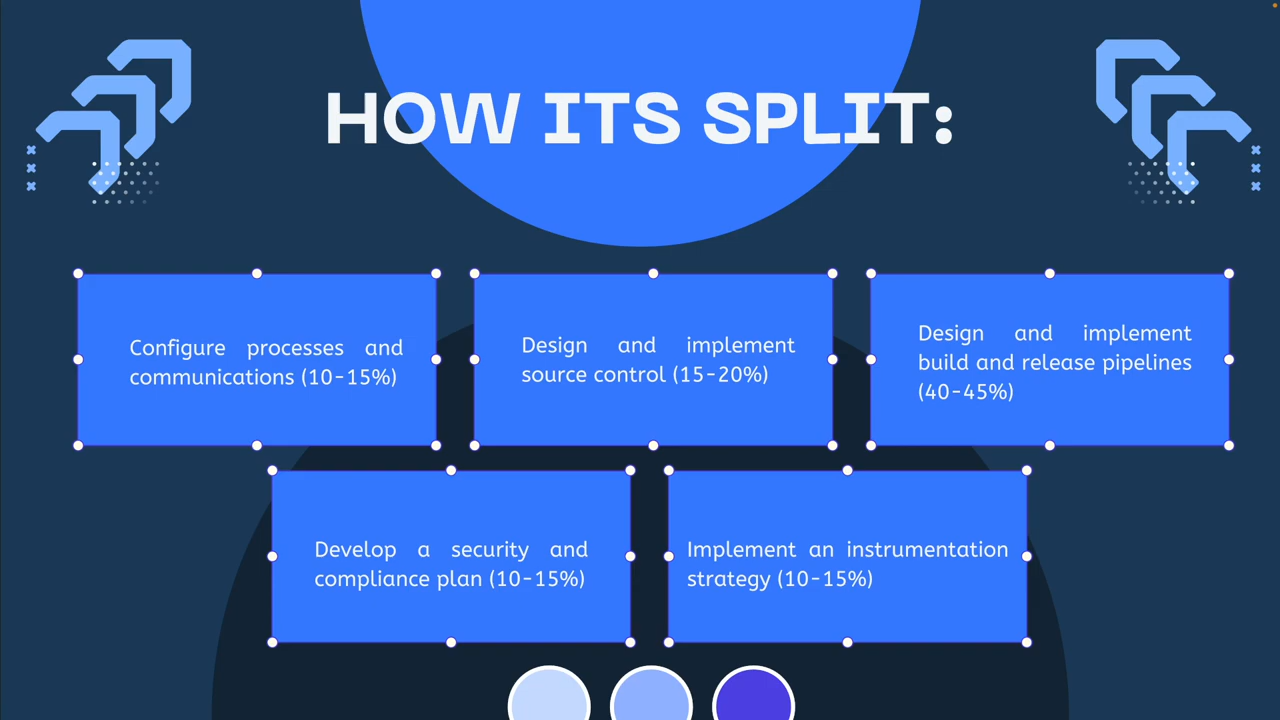 HOW ITS SPLIT:
Configure processes and
communications (10-15%)
Design and implement
source control (15-20%)
Design and implement
build and release pipelines
(40-45%)
Develop a security and
compliance plan (10-15%)
Implement an instrumentation
strategy (10-15%)